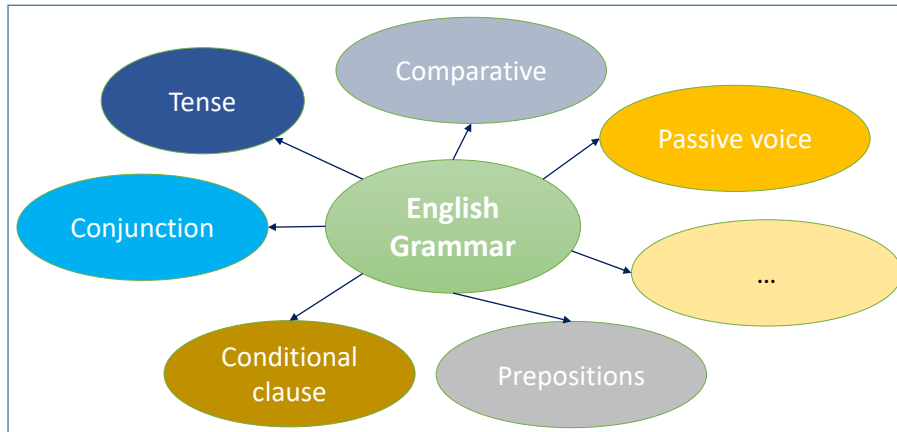 Comparative
Tense
Passive voice
English
Grammar
Conjunction
...
Conditional
clause
Prepositions